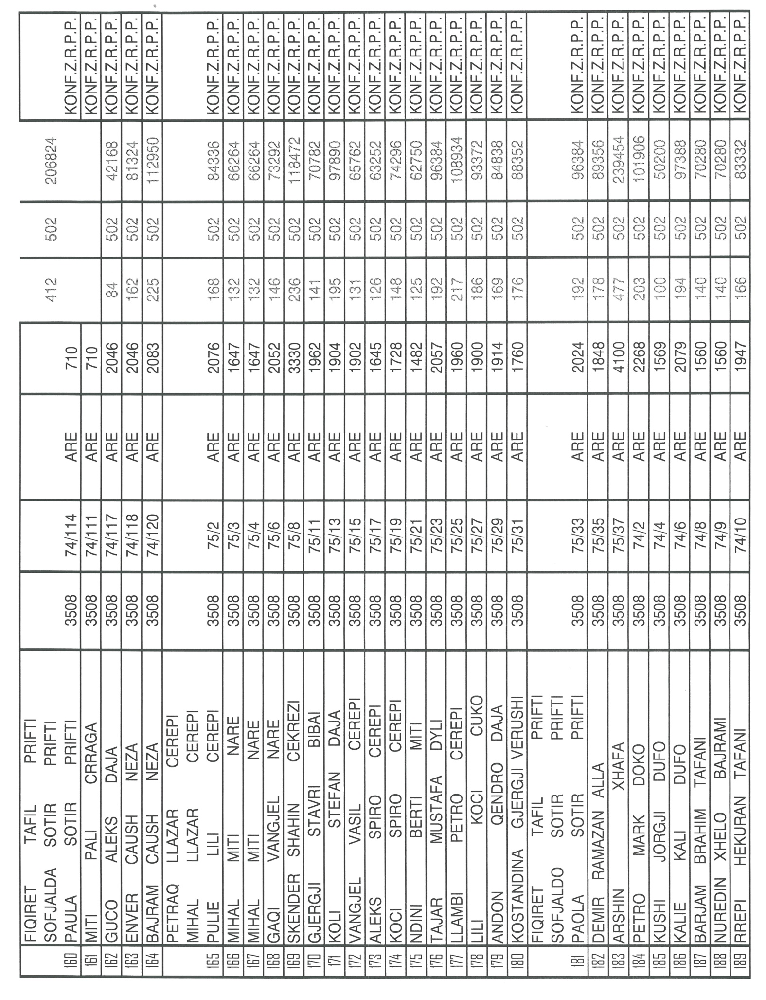 FIQIRET TAFIL PRIFTI
SOFJALDA SOTIR PRIFTI 412 502 206824
160 PAULA SOTIR PRIFTI 3508 74/114 ARE 710 KONF.Z.R.P.P.
161 MITI PALI CRRAGA 3508 74/111 ARE 710 KONF.Z.R.P.P.
162 GUCO ALEKS DAJA 3508 74/117 ARE 2046 84 502 42168 KONF.Z.R.P.P.
163 ENVER CAUSH NEZA 3508 74/118 ARE 2046 162 502 81324 KONF.Z.R.P.P.
164 BAJRAM CAUSH NEZA 3508 74/120 ARE 2083 225 502 112950 KONF.Z.R.P.P.
PETRAQ LLAZAR CEREPI
MIHAL LLAZAR CEREPI
165 PULIE LILI CEREPI 3508 75/2 ARE 2076 168 502 84336 KONF.Z.R.P.P.
166 MIHAL MITI NARE 3508 75/3 ARE 1647 132 502 66264 KONF.Z.R.P.P.
167 MIHAL MITI NARE 3508 75/4 ARE 1647 132 502 66264 KONF.Z.R.P.P.
168 GAQI VANGJEL NARE 3508 75/6 ARE 2052 146 502 73292 KONF.Z.R.P.P.
169 SKENDER SHAHIN CEKREZI 3508 75/8 ARE 3330 236 502 118472 KONF.Z.R.P.P.
170 GJERGJI STAVRI BIBAI 3508 75/11 ARE 1962 141 502 70782 KONF.Z.R.P.P.
171 KOLI STEFAN DAJA 3508 75/13 ARE 1904 195 502 97890 KONF.Z.R.P.P.
172 VANGJEL VASIL CEREPI 3508 75/15 ARE 1902 131 502 65762 KONF.Z.R.P.P.
173 ALEKS SPIRO CEREPI 3508 75/17 ARE 1645 126 502 63252 KONF.Z.R.P.P.
174 KOCI SPIRO CEREPI 3508 75/19 ARE 1728 148 502 74296 KONF.Z.R.P.P.
175 NDINI BERTI MITI 3508 75/21 ARE 1482 125 502 62750 KONF.Z.R.P.P.
176 TAJAR MUSTAFA DYLI 3508 75/23 ARE 2057 192 502 96384 KONF.Z.R.P.P.
177 LLAMBI PETRO CEREPI 3508 75/25 ARE 1960 217 502 108934 KONF.Z.R.P.P.
178 LILI KOCI CUKO 3508 75/27 ARE 1900 186 502 93372 KONF.Z.R.P.P.
179 ANDON QENDRO DAJA 3508 75/29 ARE 1914 169 502 84838 KONF.Z.R.P.P.
180 KOSTANDINA GJERGJI VERUSHI 3508 75/31 ARE 1760 176 502 88352 KONF.Z.R.P.P.
FIQIRET TAFIL PRIFTI
SOFJALDO SOTIR PRIFTI
181 PAOLA SOTIR PRIFTI 3508 75/33 ARE 2024 192 502 96384 KONF.Z.R.P.P.
182 DEMIR RAMAZAN ALLA 3508 75/35 ARE 1848 178 502 89356 KONF.Z.R.P.P.
183 ARSHIN XHAFA 3508 75/37 ARE 4100 477 502 239454 KONF.Z.R.P.P.
184 PETRO MARK DOKO 3508 74/2 ARE 2268 203 502 101906 KONF.Z.R.P.P.
185 KUSHI JORGJI DUFO 3508 74/4 ARE 1569 100 502 50200 KONF.Z.R.P.P.
186 KALIE KALI DUFO 3508 74/6 ARE 2079 194 502 97388 KONF.Z.R.P.P.
187 BARJAM BRAHIM TAFANI 3508 74/8 ARE 1560 140 502 70280 KONF.Z.R.P.P.
188 NUREDIN XHELO BAJRAMI 3508 74/9 ARE 1560 140 502 70280 KONF.Z.R.P.P.
189 RREPI HEKURAN TAFANI 3508 74/10 ARE 1947 166 502 83332 KONF.Z.R.P.P.